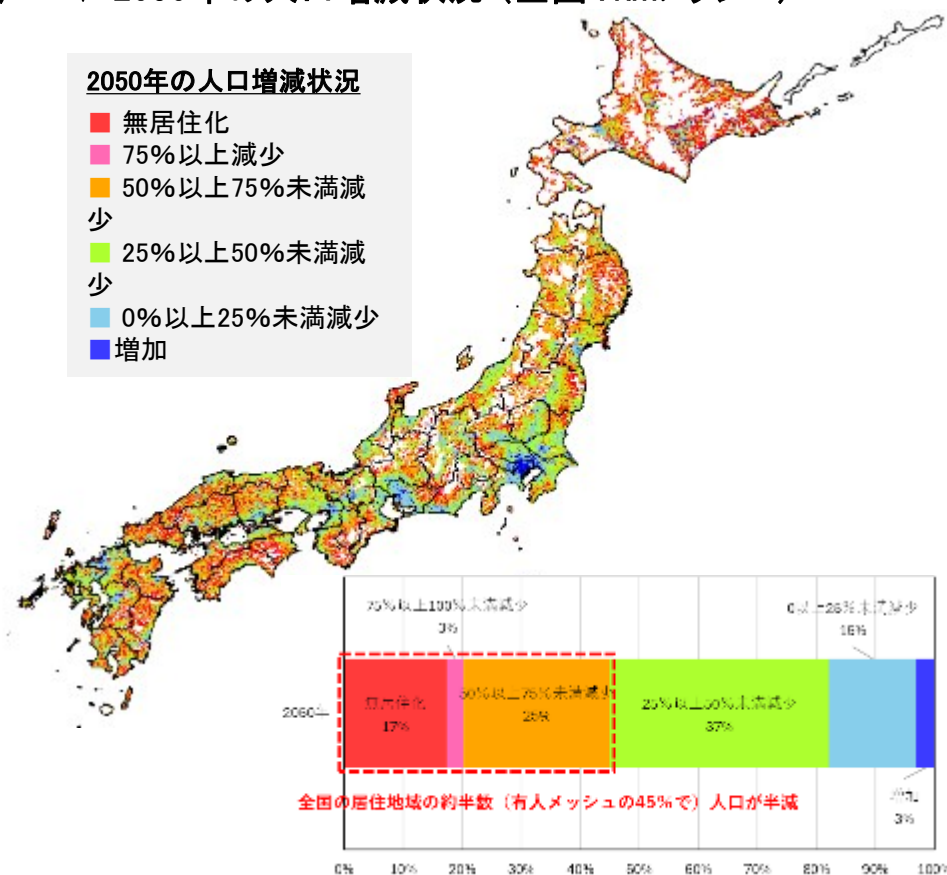 2050年の人口増減状況
無居住化
75%以上減少
50%以上75%未満減
少
25%以上50%未満減
少
0%以上25%未満減少
増加
75%以上100%未満減少
3%
0以上25%未満減少
15%
50%以上75%未満減少
25%
無居住化
17%
25%以上50%未満減少
37%
2050年
全国の居住地域の約半数（有人メッシュの45%で）人口が半減
増加
3%
0% 10% 20% 30% 40% 50% 60% 70% 80% 90% 100%